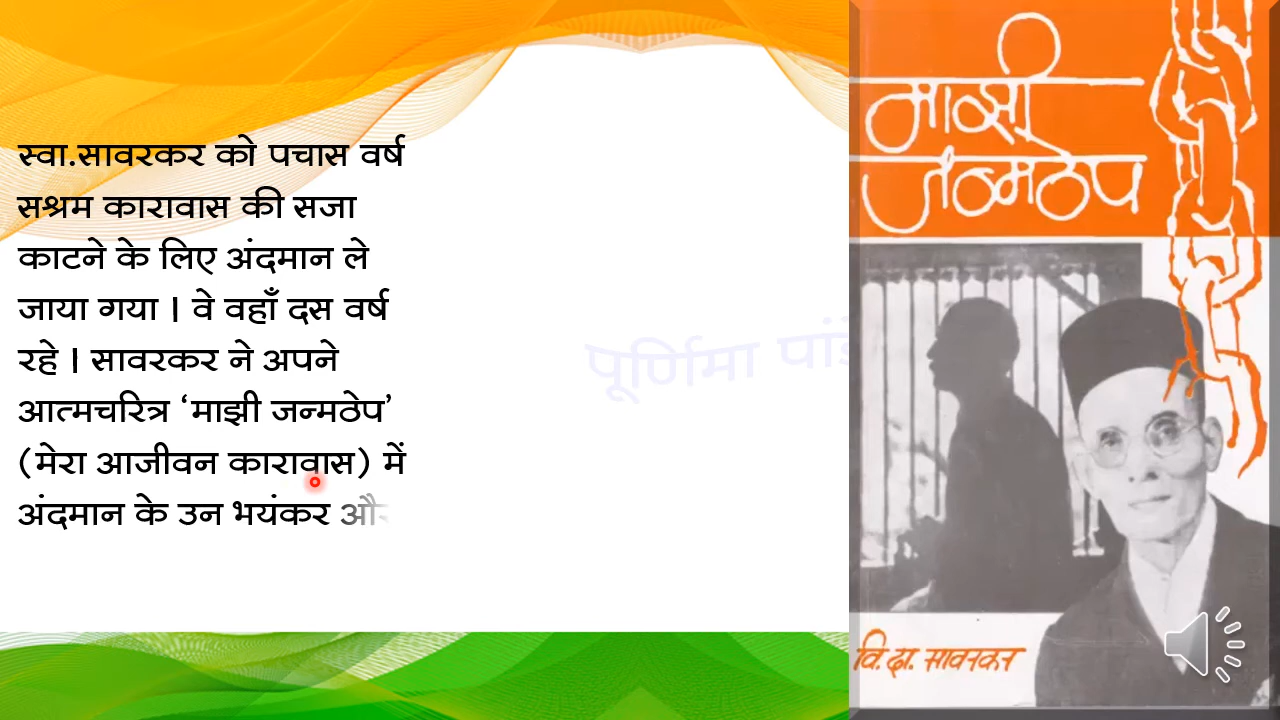 स्वा.सावरकर को पचास वर्ष
सश्रम कारावास की सजा
काटने के लिए अंदमान ले
जाया गया । वे वहाँ दस वर्ष
रहे । सावरकर ने अपने
आत्मचरित्र ‘माझी जन्मठेप’
(मेरा आजीवन कारावास) में
अंदमान के उन भयंकर और
पूर्णिमा
माझी
जन्मठेप
वि. दा. सावरकर